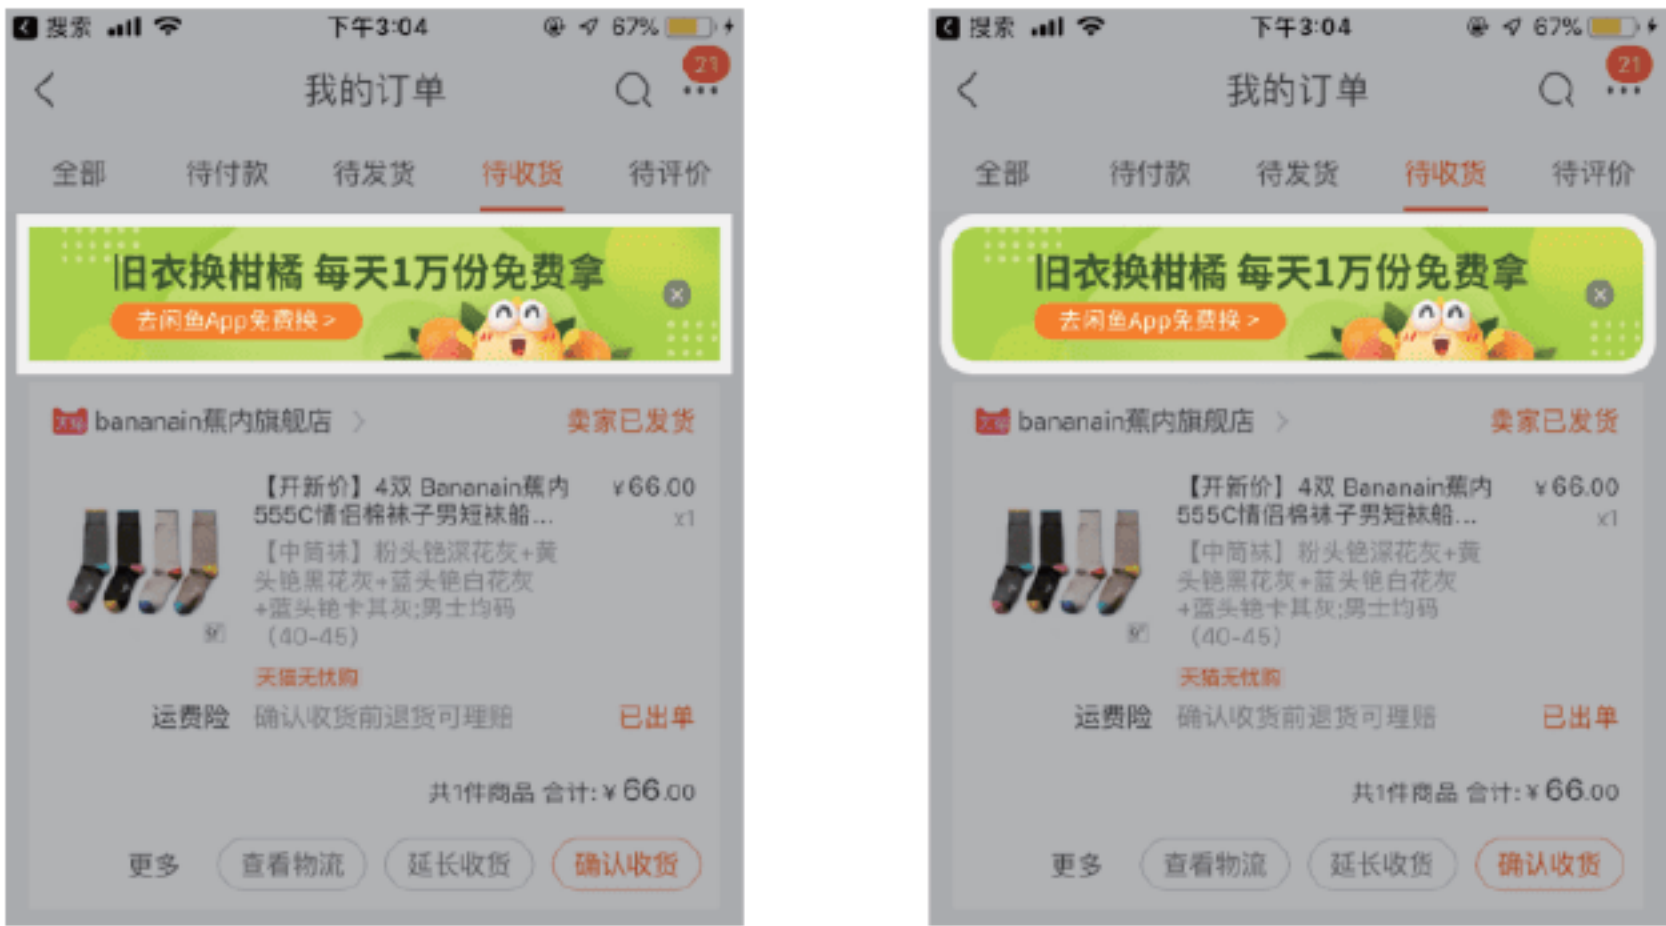 搜索 下午3:04 67%
我的订单
21
全部 待付款 待发货 待收货 待评价
旧衣换柑橘 每天1万份免费拿
去闲鱼App免费换 >
bananain蕉内旗舰店 > 卖家已发货
【开新价】4双 Bananain蕉内 ¥66.00
555C情侣棉袜子男短袜船... x1
【中筒袜】粉头铯深花灰+黄
头铯黑花灰+蓝头铯白花灰
+蓝头铯卡其灰;男士均码
(40-45)
天猫无忧购
运费险 确认收货前退货可理赔 已出单
共1件商品 合计:¥66.00
更多 查看物流 延长收货 确认收货
搜索 下午3:04 67%
我的订单
21
全部 待付款 待发货 待收货 待评价
旧衣换柑橘 每天1万份免费拿
去闲鱼App免费换 >
bananain蕉内旗舰店 > 卖家已发货
【开新价】4双 Bananain蕉内 ¥66.00
555C情侣棉袜子男短袜船... x1
【中筒袜】粉头铯深花灰+黄
头铯黑花灰+蓝头铯白花灰
+蓝头铯卡其灰;男士均码
(40-45)
天猫无忧购
运费险 确认收货前退货可理赔 已出单
共1件商品 合计:¥66.00
更多 查看物流 延长收货 确认收货